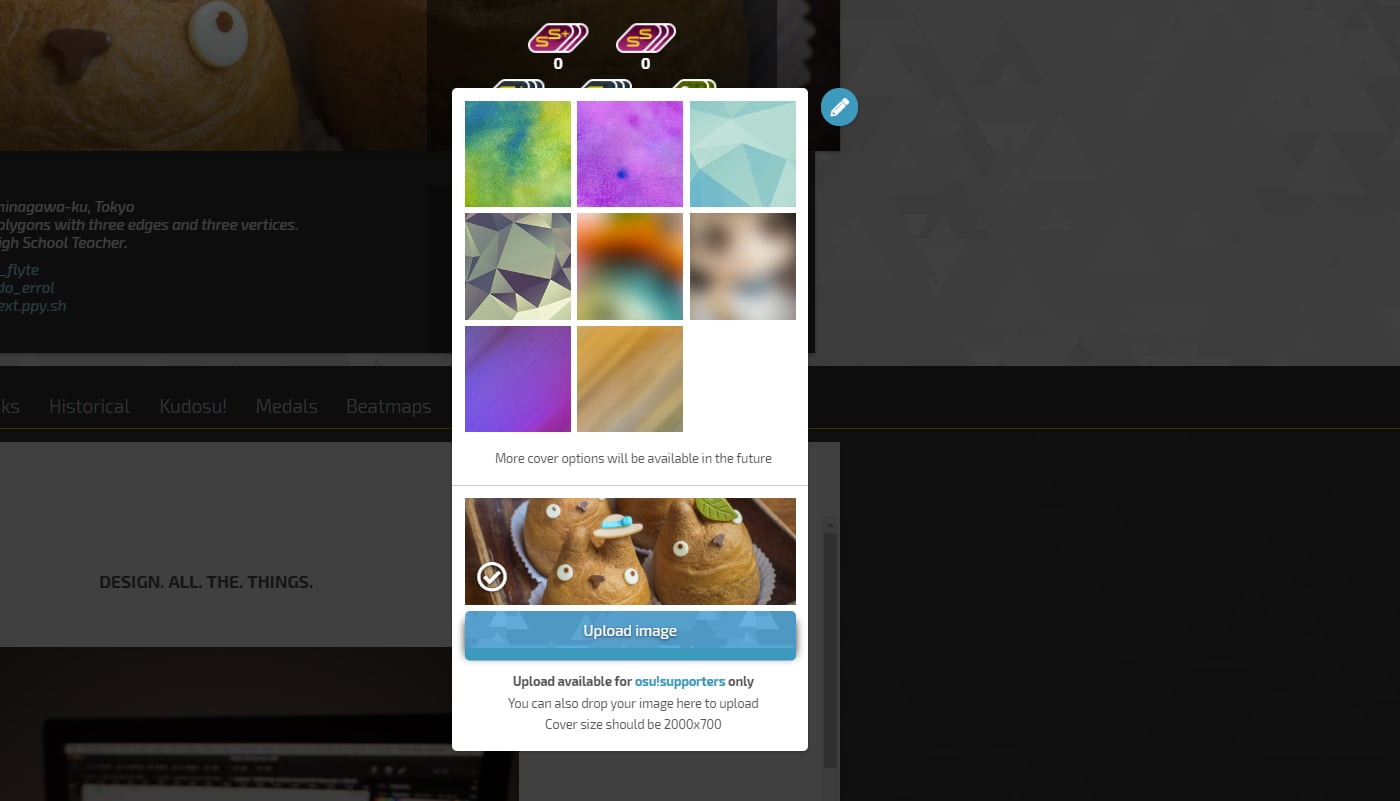 SS+
SS
0
0
ninagawa-ku, Tokyo
olygons with three edges and three vertices.
igh School Teacher.
_flyte
do_errol
ext.ppy.sh
ks Historical Kudosu! Medals Beatmaps
More cover options will be available in the future
DESIGN. ALL. THE. THINGS.
Upload image
Upload available for osu!supporters only
You can also drop your image here to upload
Cover size should be 2000x700